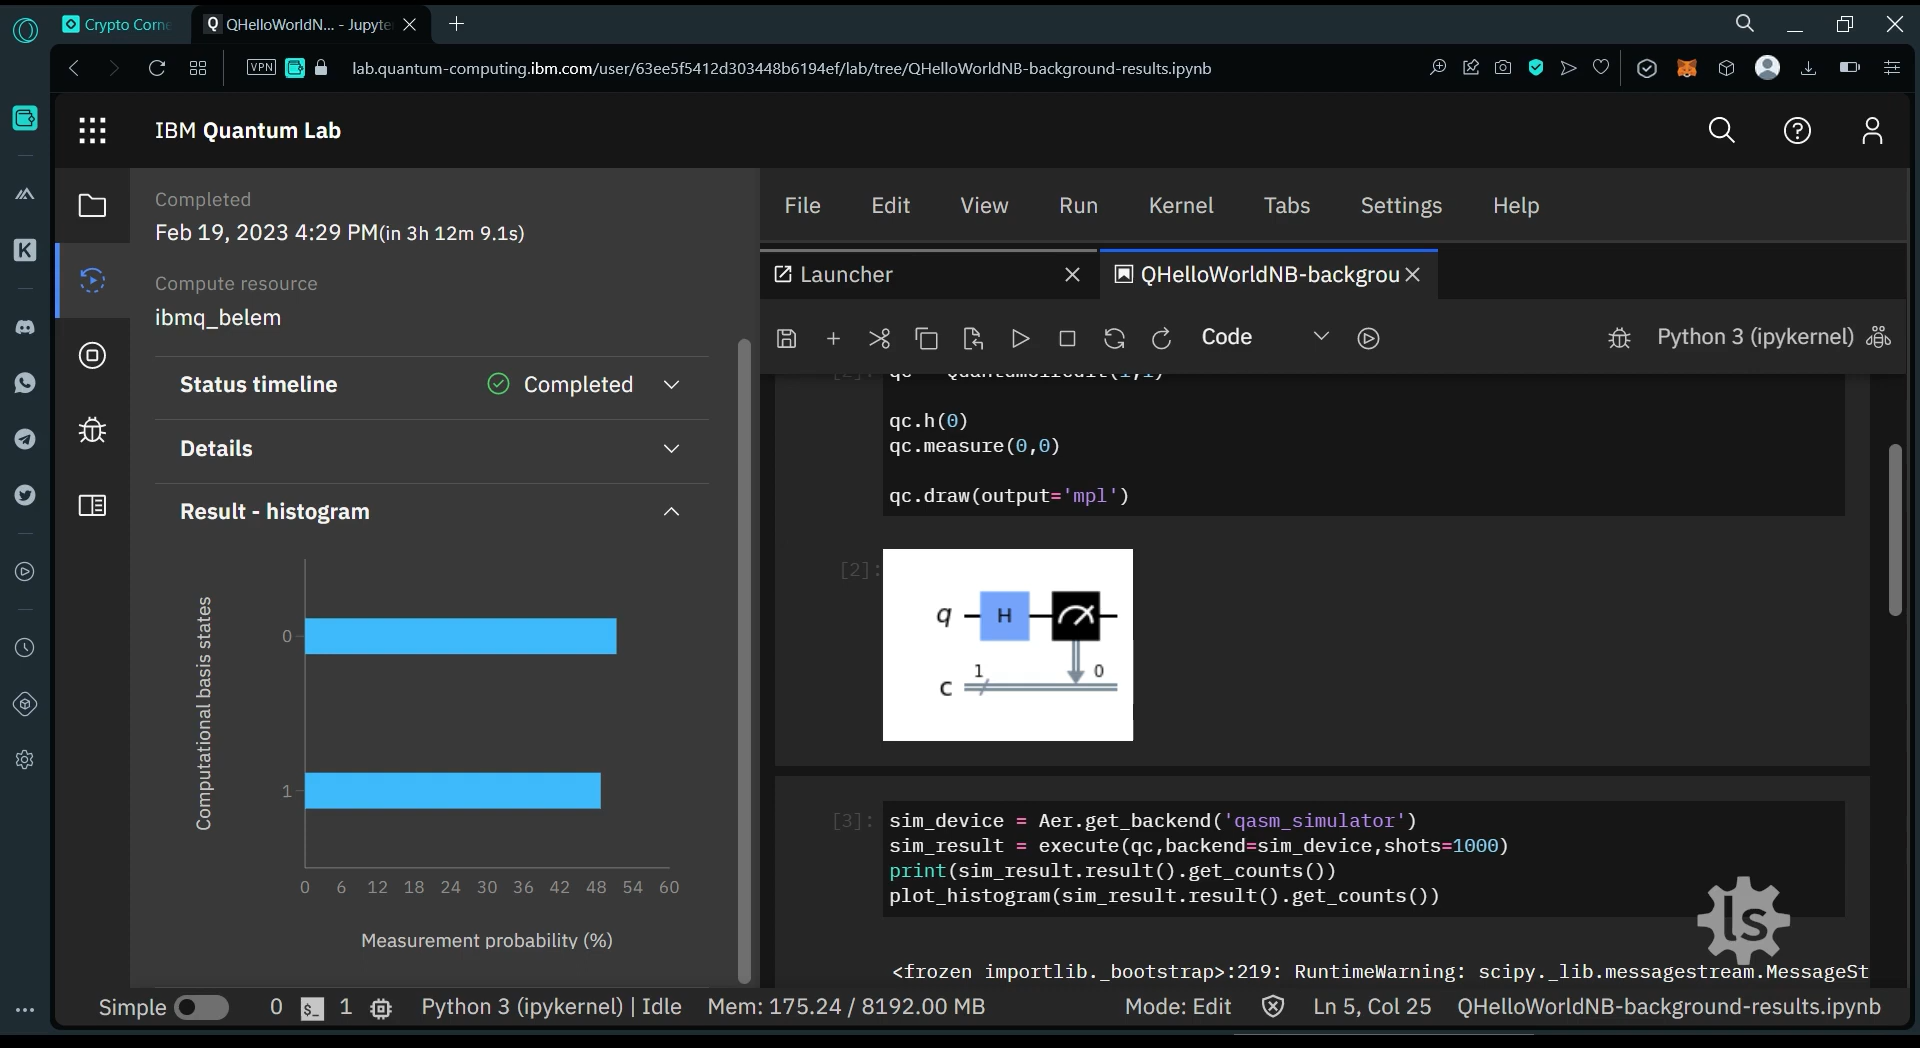 Crypto Corne
Q QHelloWorldN... - Jupyte
VPN
lab.quantum-computing.ibm.com/user/63ee5f5412d303448b6194ef/lab/tree/QHelloWorldNB-background-results.ipynb
K
IBM Quantum Lab
Completed
Feb 19, 2023 4:29 PM(in 3h 12m 9.1s)
Compute resource
ibmq_belem
Status timeline
Completed
Details
Result - histogram
Computational basis states
0
1
0 6 12 18 24 30 36 42 48 54 60
Measurement probability (%)
File Edit View Run Kernel Tabs Settings Help
Launcher
QHelloWorldNB-backgrou
Code
Python 3 (ipykernel)
[2]: qc = QuantumCircuit(1,1)
qc.h(0)
qc.measure(0,0)
qc.draw(output='mpl')
[2]:
q H
1 0
c
[3]:
sim_device = Aer.get_backend('qasm_simulator')
sim_result = execute(qc,backend=sim_device,shots=1000)
print(sim_result.result().get_counts())
plot_histogram(sim_result.result().get_counts())
ls
<frozen importlib._bootstrap>:219: RuntimeWarning: scipy._lib.messagestream.MessageSt
Simple 0 $_ 1 Python 3 (ipykernel) | Idle Mem: 175.24 / 8192.00 MB Mode: Edit Ln 5, Col 25 QHelloWorldNB-background-results.ipynb